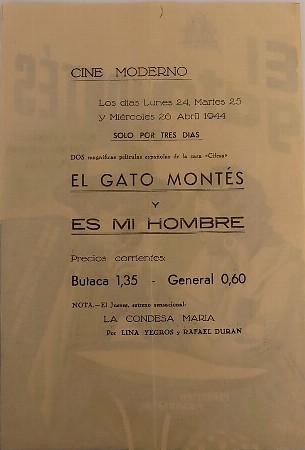 CINE MODERNO
Los días Lunes 24, Martes 25
y Miércoles 26 Abril 1944
SOLO POR TRES DIAS
DOS magníficas películas españolas de la casa «Cifesa»
EL GATO MONTÉS
Y
ES MI HOMBRE
Precios corrientes:
Butaca 1,35 - General 0,60
NOTA.—El Jueves, estreno sensacional:
LA CONDESA MARIA
Por LINA YEGROS y RAFAEL DURAN